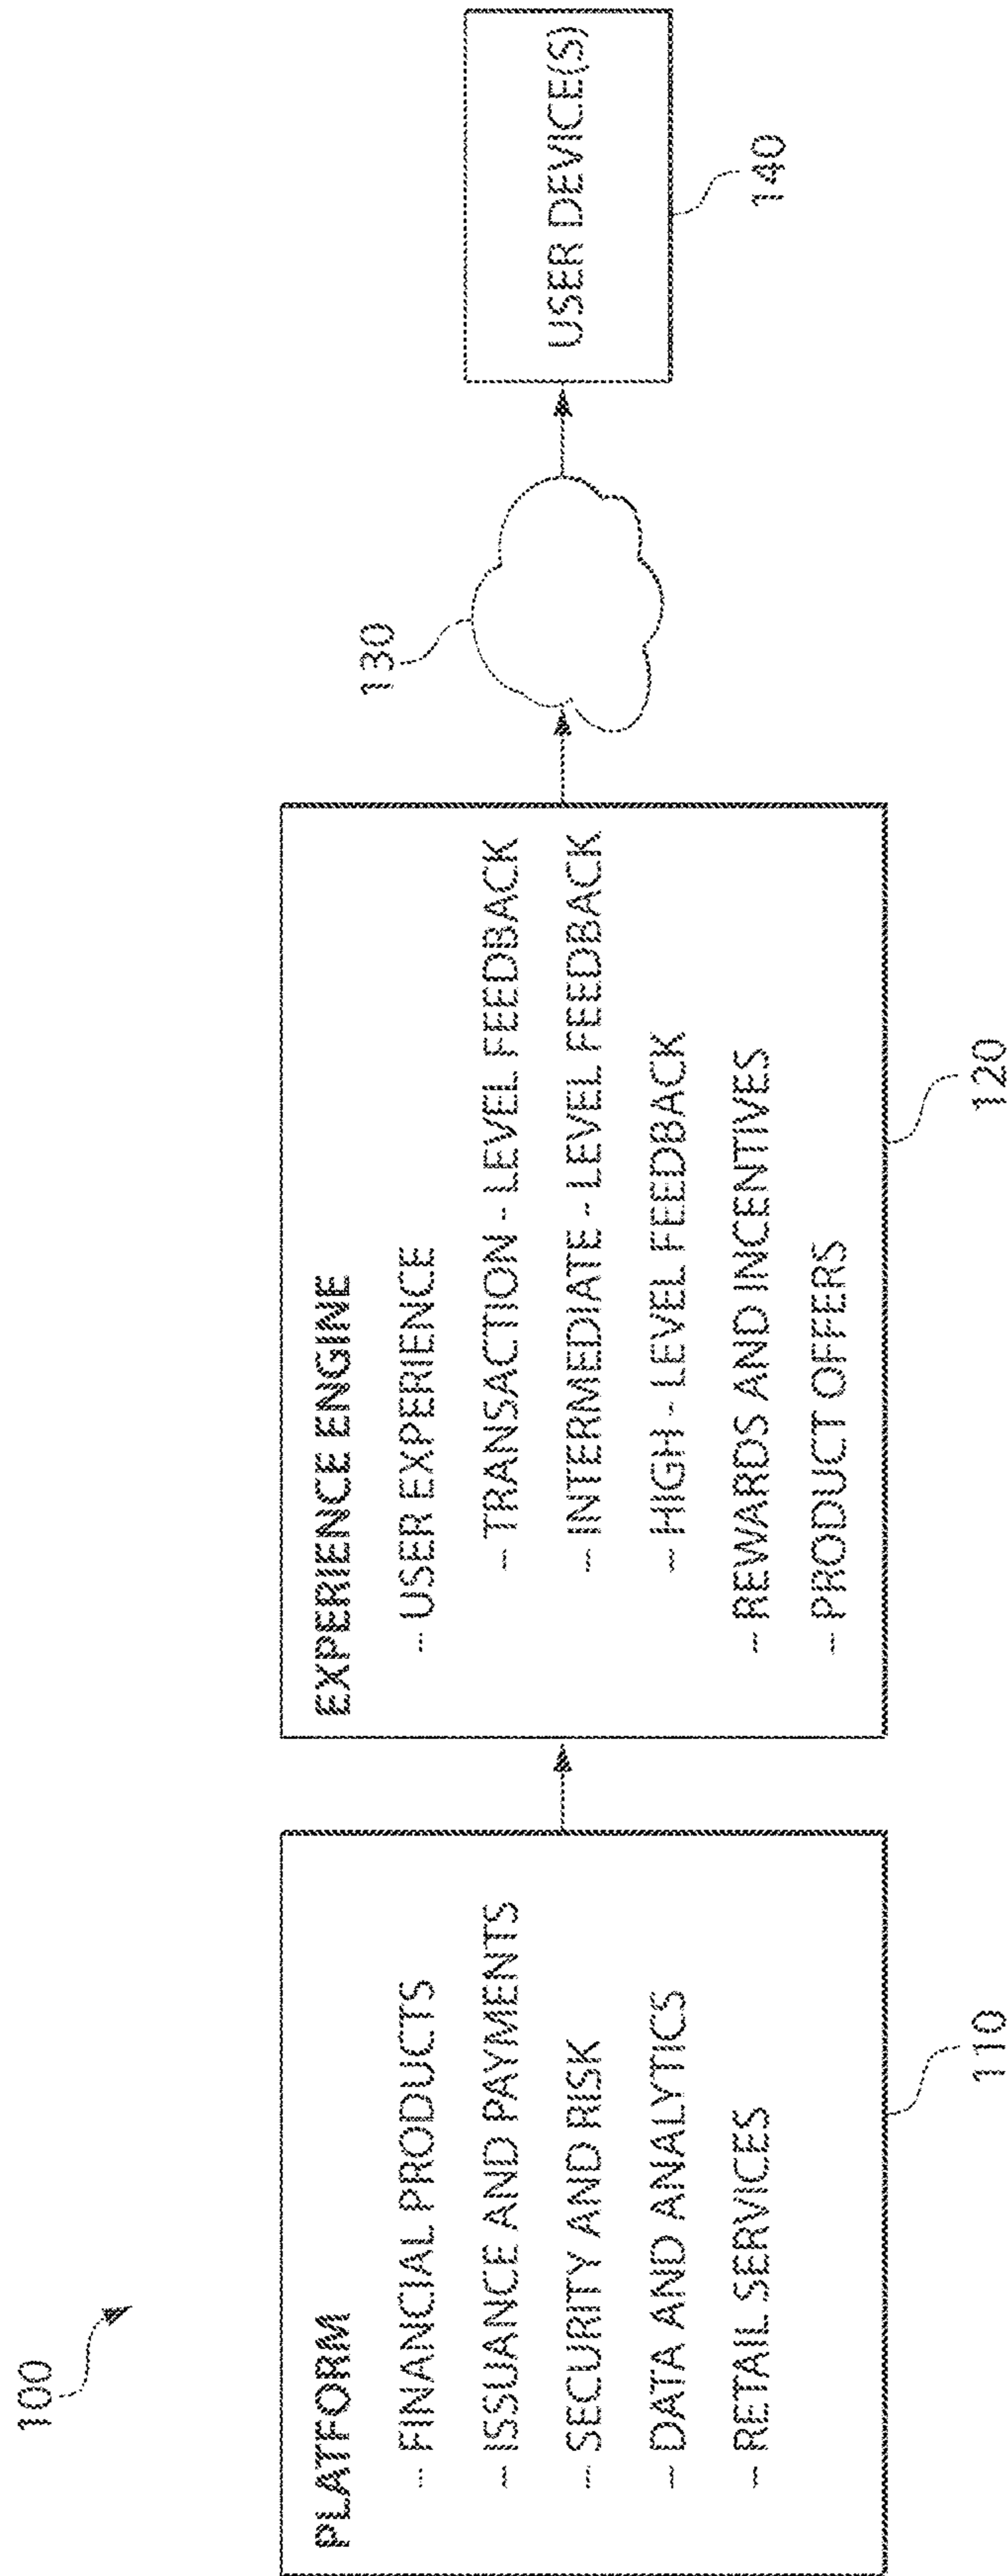 100
PLATFORM
-- FINANCIAL PRODUCTS
-- ISSUANCE AND PAYMENTS
-- SECURITY AND RISK
-- DATA AND ANALYTICS
-- RETAIL SERVICES
110
EXPERIENCE ENGINE
-- USER EXPERIENCE
-- TRANSACTION - LEVEL FEEDBACK
-- INTERMEDIATE - LEVEL FEEDBACK
-- HIGH - LEVEL FEEDBACK
-- REWARDS AND INCENTIVES
-- PRODUCT OFFERS
120
130
USER DEVICE(S)
140